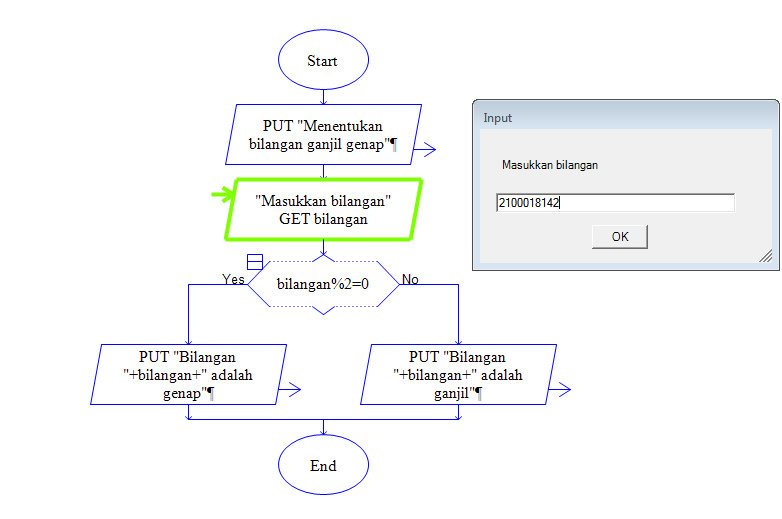 Start
PUT "Menentukan
bilangan ganjil genap"¶
"Masukkan bilangan"
GET bilangan
Yes
bilangan%2=0
No
PUT "Bilangan
"+bilangan+" adalah
genap"¶
PUT "Bilangan
"+bilangan+" adalah
ganjil"¶
End
Input
Masukkan bilangan
2100018142
OK